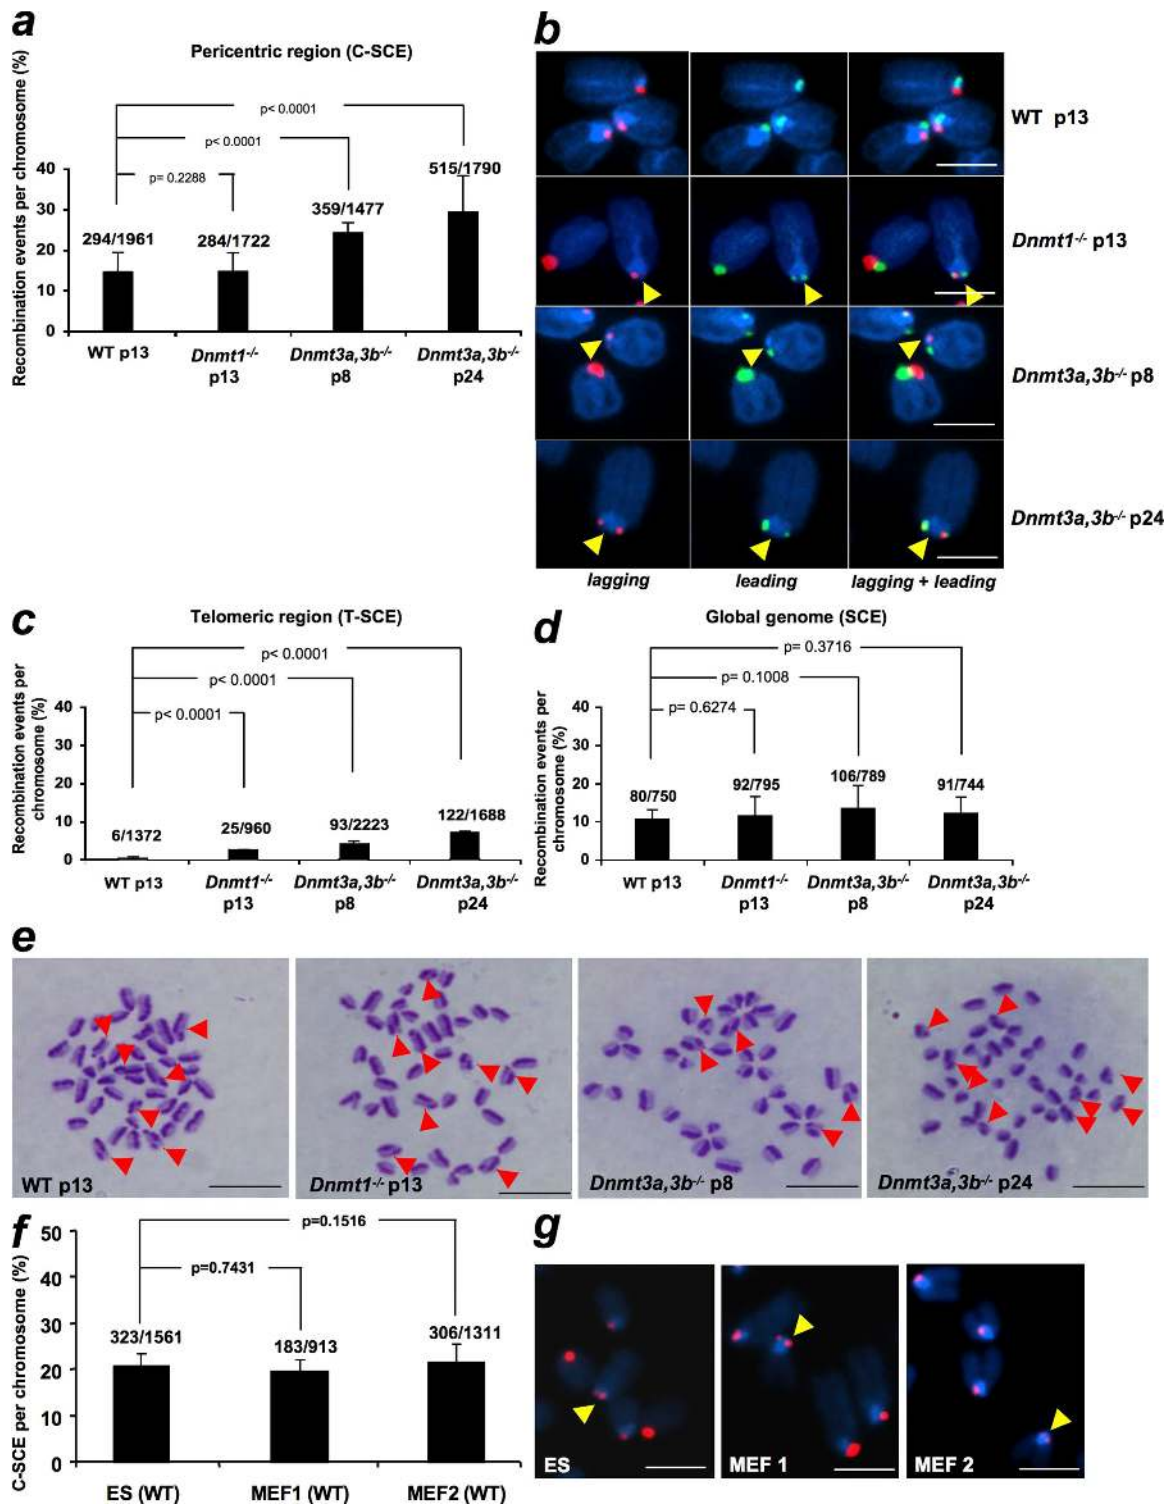 a
Pericentric region (C-SCE)
Recombination events per chromosome (%)
p< 0.0001
p< 0.0001
p= 0.2288
40
30
20
10
0
294/1961
284/1722
359/1477
515/1790
WT p13
Dnmt1-/- p13
Dnmt3a,3b-/- p8
Dnmt3a,3b-/- p24
b
WT p13
Dnmt1-/- p13
Dnmt3a,3b-/- p8
Dnmt3a,3b-/- p24
lagging
leading
lagging + leading
c
Telomeric region (T-SCE)
Recombination events per
chromosome (%)
p< 0.0001
p< 0.0001
p< 0.0001
40
30
20
10
0
6/1372
25/960
93/2223
122/1688
WT p13
Dnmt1-/- p13
Dnmt3a,3b-/- p8
Dnmt3a,3b-/- p24
d
Global genome (SCE)
Recombination events per
chromosome (%)
p= 0.3716
p= 0.1008
p= 0.6274
40
30
20
10
0
80/750
92/795
106/789
91/744
WT p13
Dnmt1-/- p13
Dnmt3a,3b-/- p8
Dnmt3a,3b-/- p24
e
WT p13
Dnmt1-/- p13
Dnmt3a,3b-/- p8
Dnmt3a,3b-/- p24
f
C-SCE per chromosome (%)
p=0.1516
p=0.7431
50
40
30
20
10
0
323/1561
183/913
306/1311
ES (WT)
MEF1 (WT)
MEF2 (WT)
g
ES
MEF 1
MEF 2